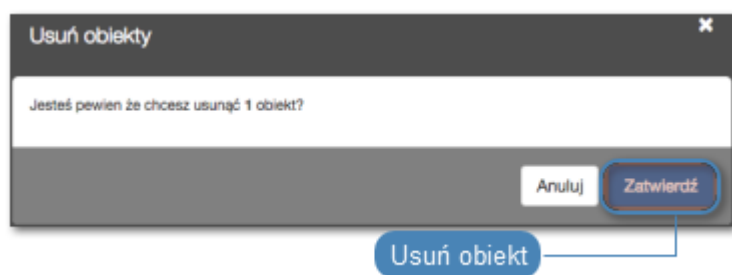 Usuń obiekty
Jesteś pewien że chcesz usunąć 1 obiekt?
Anuluj Zatwierdź
Usuń obiekt